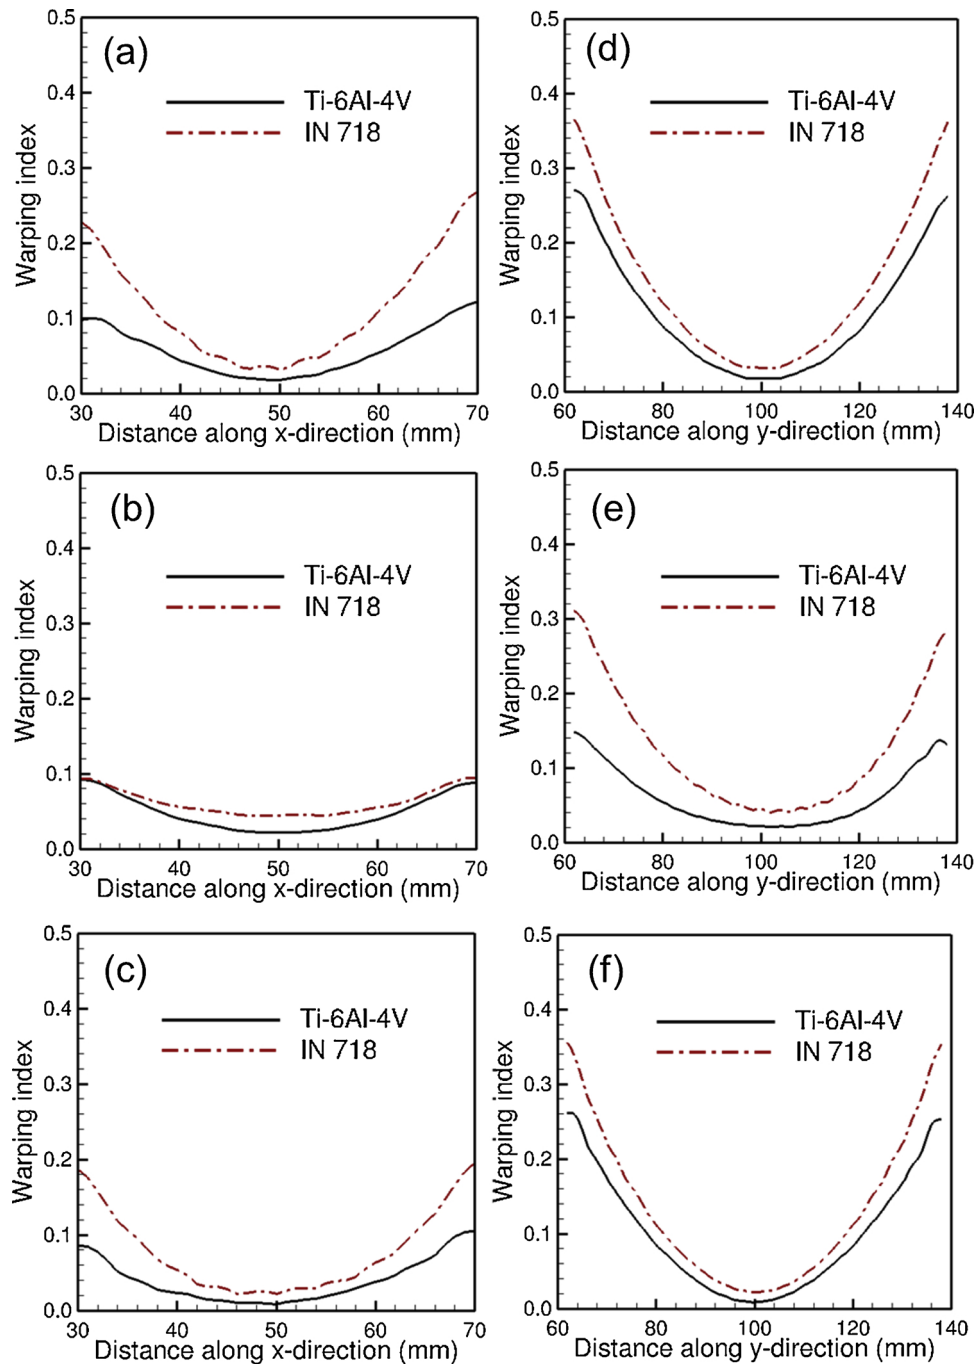 (a)
Ti-6Al-4V
IN 718
Warping index
0.5
0.4
0.3
0.2
0.1
0.0
30 40 50 60 70
Distance along x-direction (mm)
(d)
Ti-6Al-4V
IN 718
Warping index
0.5
0.4
0.3
0.2
0.1
0.0
60 80 100 120 140
Distance along y-direction (mm)
(b)
Ti-6Al-4V
IN 718
Warping index
0.5
0.4
0.3
0.2
0.1
0.0
30 40 50 60 70
Distance along x-direction (mm)
(e)
Ti-6Al-4V
IN 718
Warping index
0.5
0.4
0.3
0.2
0.1
0.0
60 80 100 120 140
Distance along y-direction (mm)
(c)
Ti-6Al-4V
IN 718
Warping index
0.5
0.4
0.3
0.2
0.1
0.0
30 40 50 60 70
Distance along x-direction (mm)
(f)
Ti-6Al-4V
IN 718
Warping index
0.5
0.4
0.3
0.2
0.1
0.0
60 80 100 120 140
Distance along y-direction (mm)